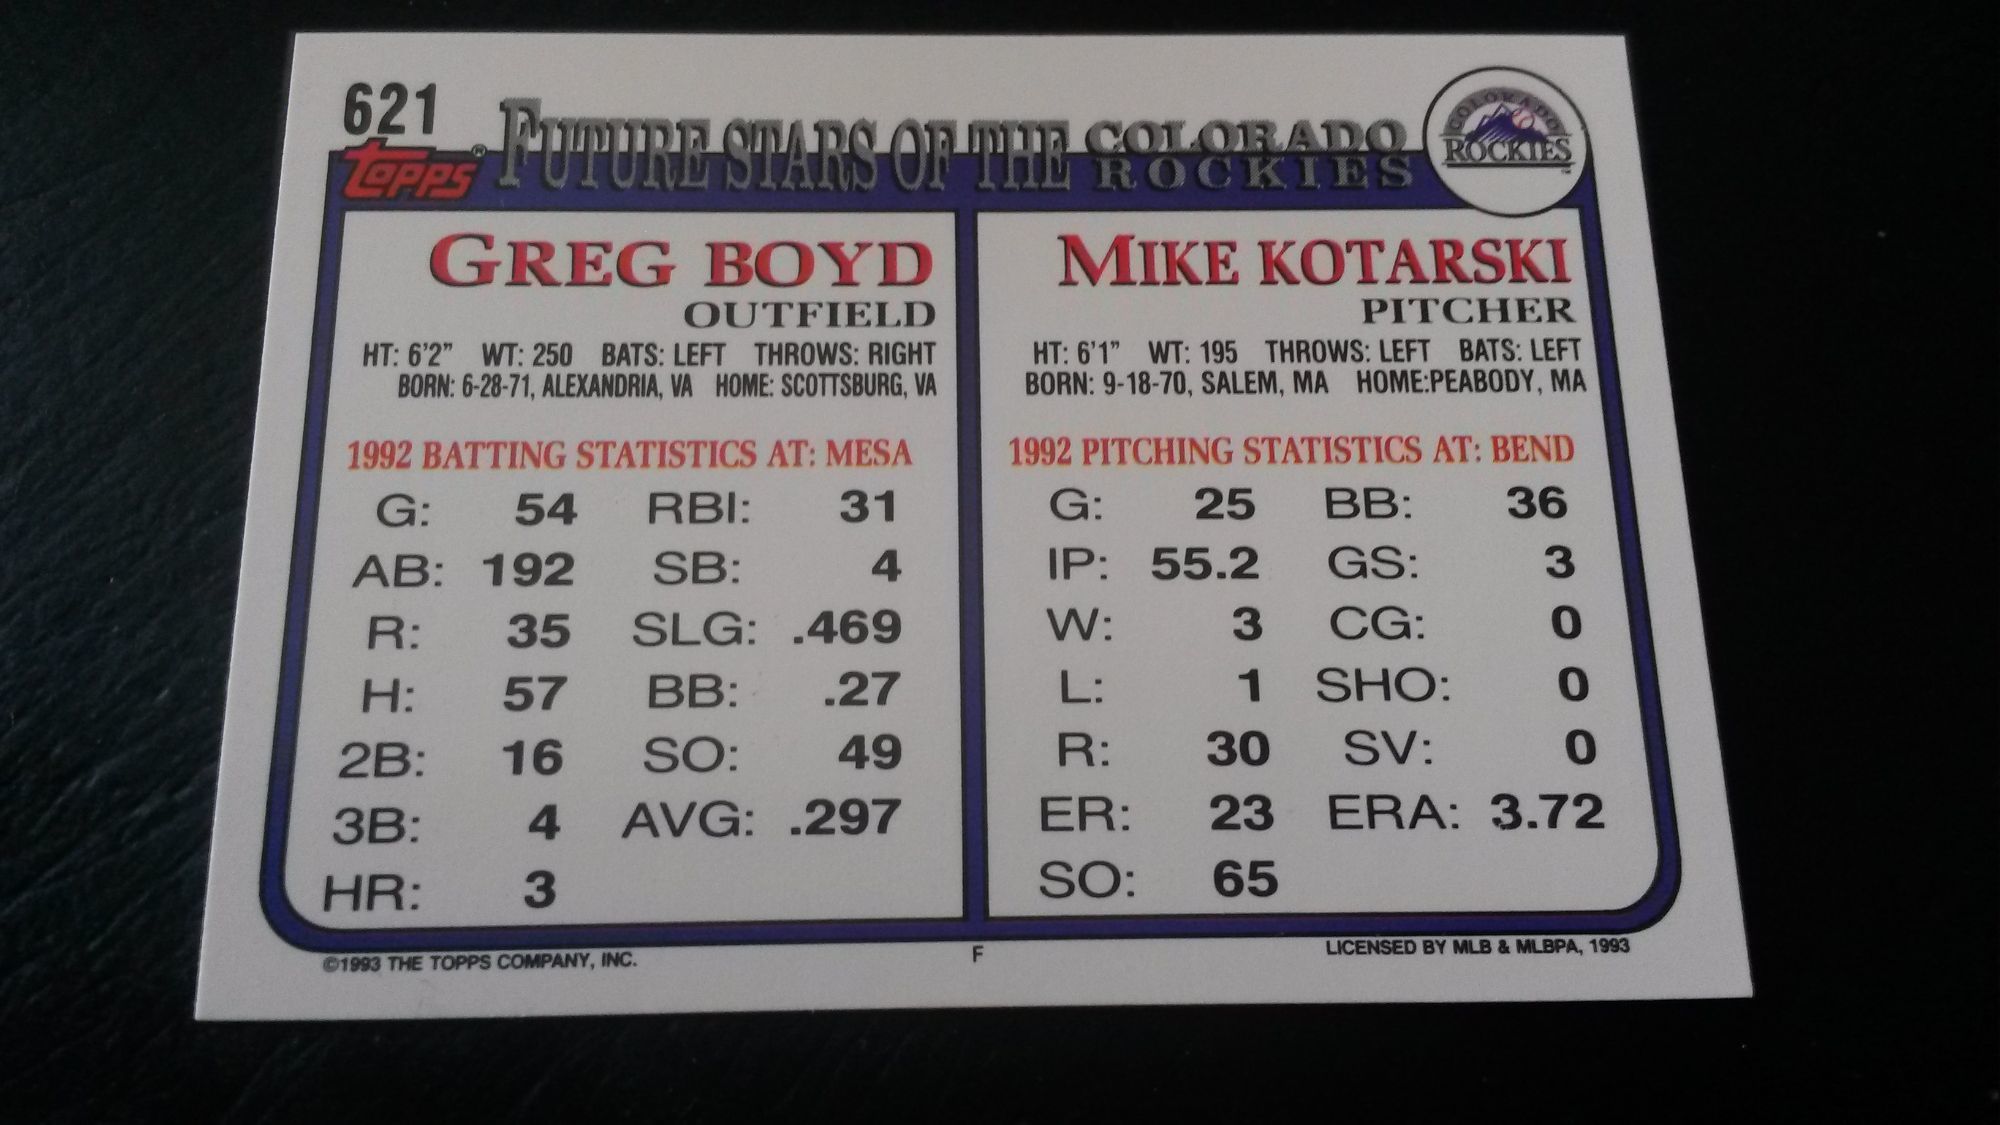 621
TOPPS®
FUTURE STARS OF THE COLORADO ROCKIES
COLORADO
ROCKIES™
GREG BOYD
OUTFIELD
HT: 6'2" WT: 250 BATS: LEFT THROWS: RIGHT
BORN: 6-28-71, ALEXANDRIA, VA HOME: SCOTTSBURG, VA
1992 BATTING STATISTICS AT: MESA
G: 54 RBI: 31
AB: 192 SB: 4
R: 35 SLG: .469
H: 57 BB: .27
2B: 16 SO: 49
3B: 4 AVG: .297
HR: 3
MIKE KOTARSKI
PITCHER
HT: 6'1" WT: 195 THROWS: LEFT BATS: LEFT
BORN: 9-18-70, SALEM, MA HOME:PEABODY, MA
1992 PITCHING STATISTICS AT: BEND
G: 25 BB: 36
IP: 55.2 GS: 3
W: 3 CG: 0
L: 1 SHO: 0
R: 30 SV: 0
ER: 23 ERA: 3.72
SO: 65
©1993 THE TOPPS COMPANY, INC.
F
LICENSED BY MLB & MLBPA, 1993